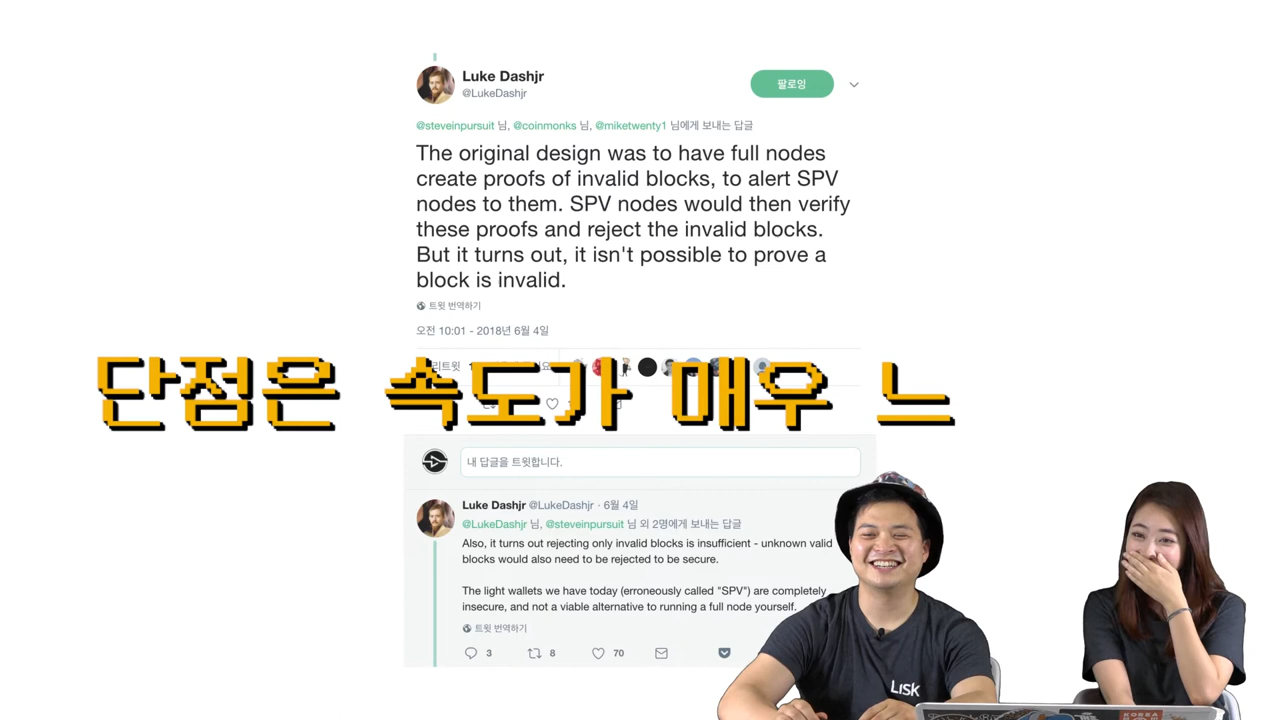 Luke Dashjr
@LukeDashjr
팔로잉
@steveinpursuit 님, @coinmonks 님, @miketwenty1 님에게 보내는 답글
The original design was to have full nodes
create proofs of invalid blocks, to alert SPV
nodes to them. SPV nodes would then verify
these proofs and reject the invalid blocks.
But it turns out, it isn't possible to prove a
block is invalid.
트윗 번역하기
오전 10:01 - 2018년 6월 4일
단점은 속도가 매우 느
내 답글을 트윗합니다.
Luke Dashjr @LukeDashjr · 6월 4일
@LukeDashjr 님, @steveinpursuit 님 외 2명에게 보내는 답글
Also, it turns out rejecting only invalid blocks is insufficient - unknown valid
blocks would also need to be rejected to be secure.
The light wallets we have today (erroneously called "SPV") are completely
insecure, and not a viable alternative to running a full node yourself.
트윗 번역하기
3 8 70
Lisk
KOREA